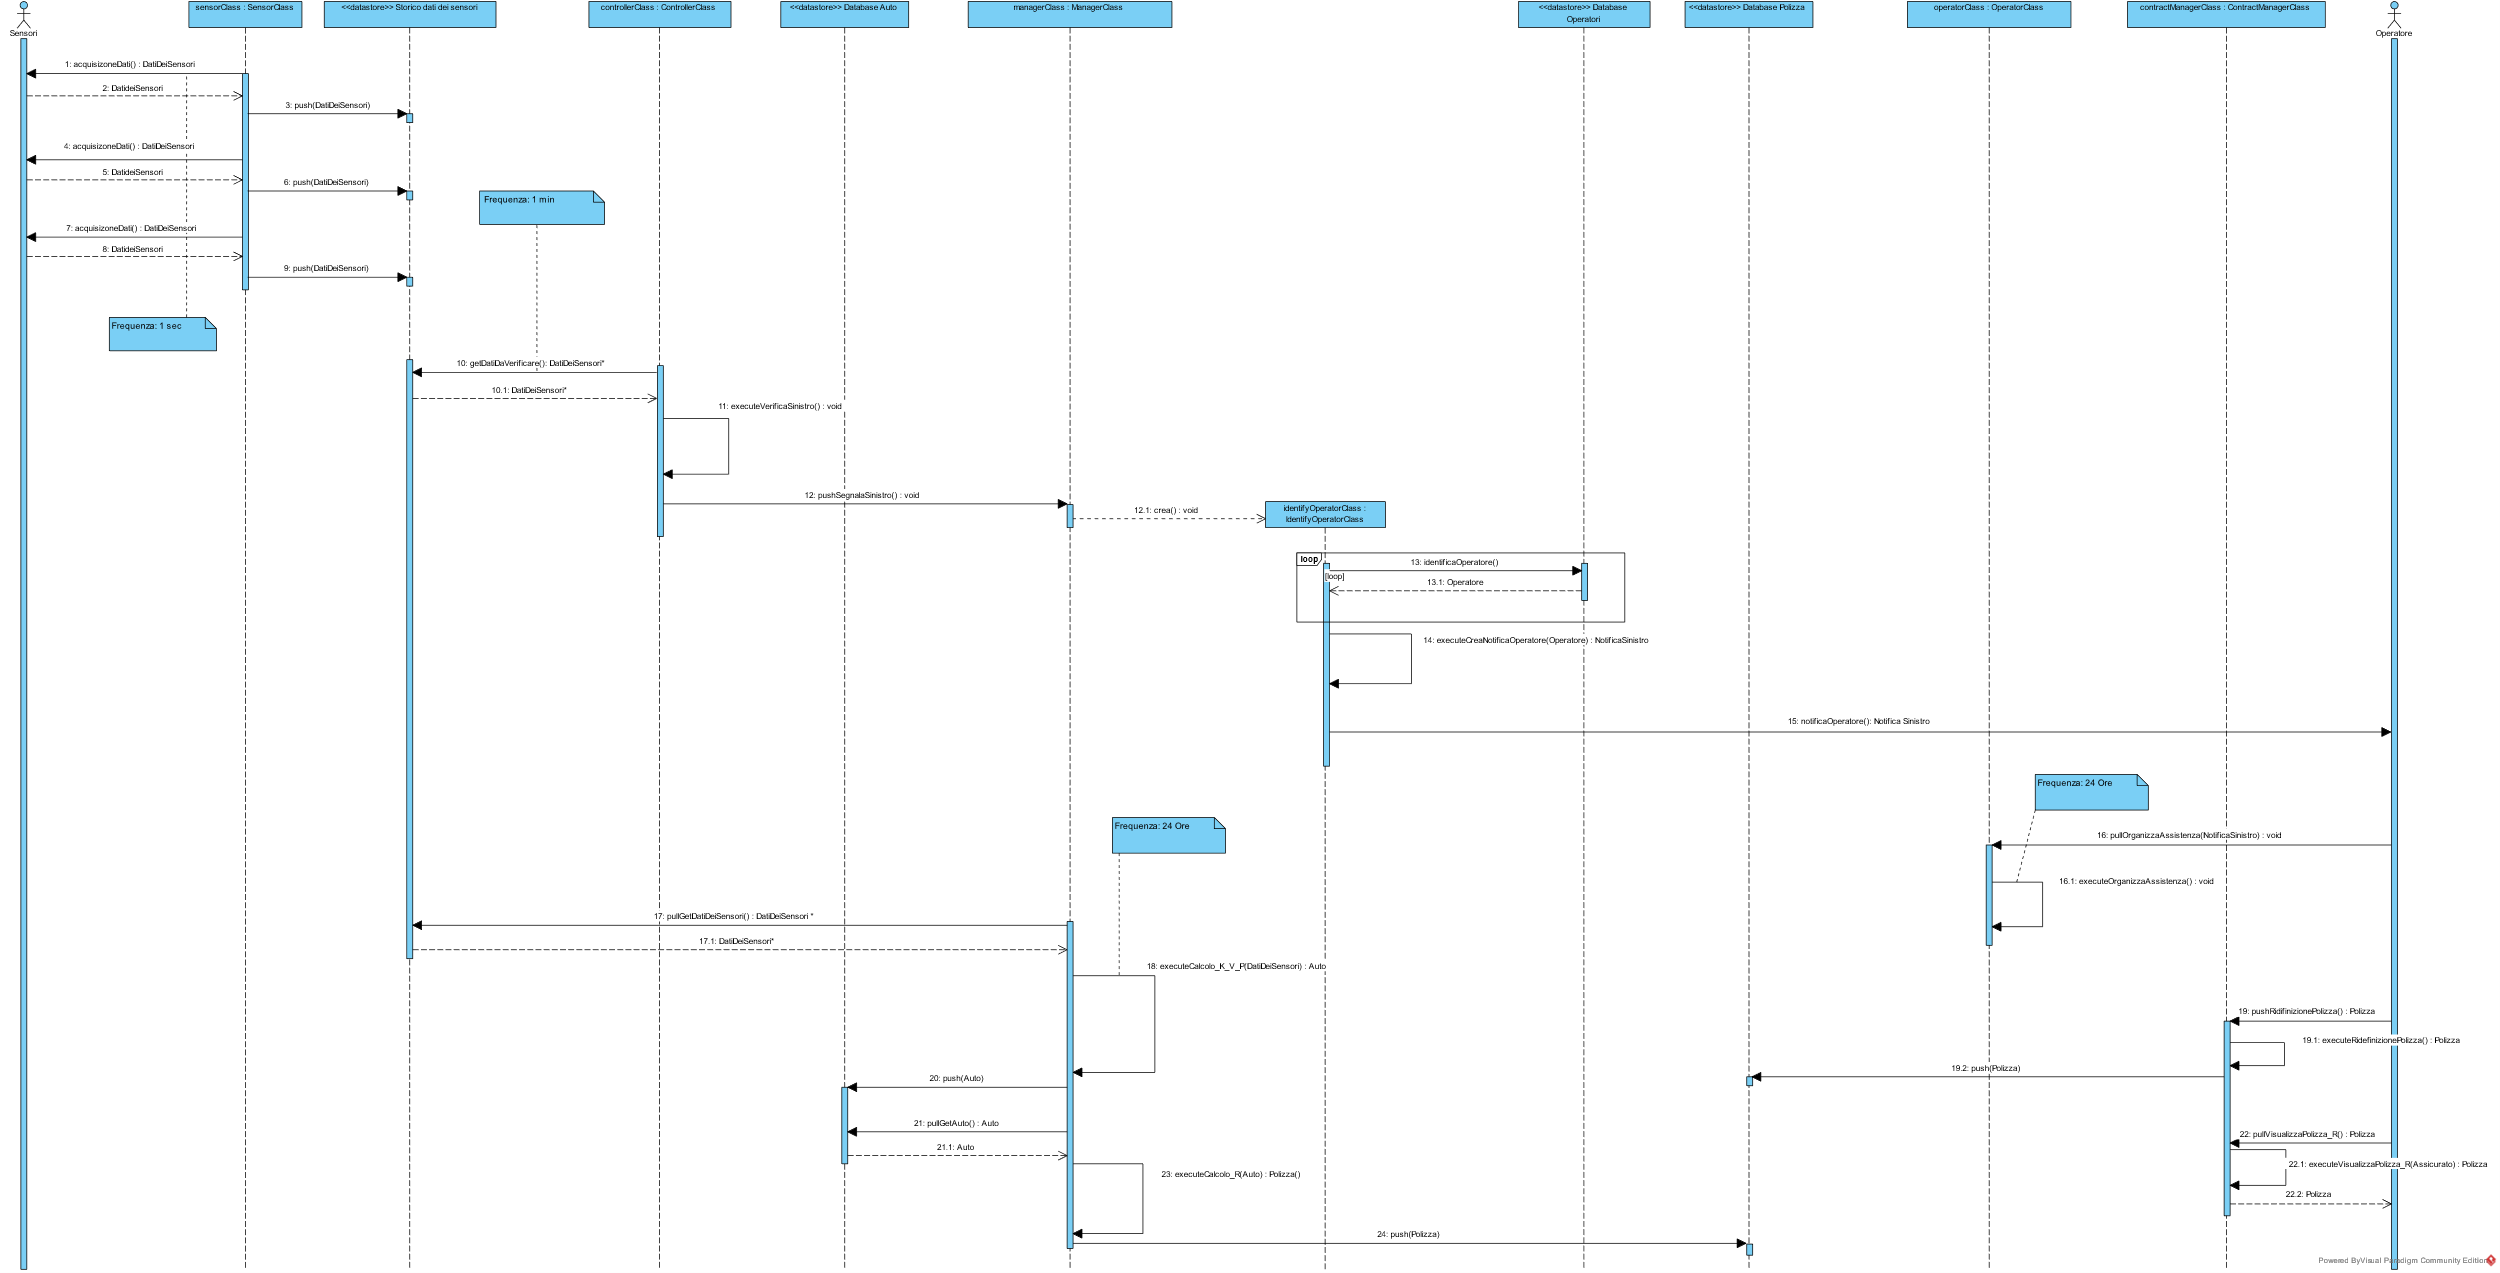 Sensori
sensorClass : SensorClass
<<datastore>> Storico dati dei sensori
controllerClass : ControllerClass
<<datastore>> Database Auto
managerClass : ManagerClass
<<datastore>> Database
Operatori
<<datastore>> Database Polizza
operatorClass : OperatorClass
contractManagerClass : ContractManagerClass
Operatore
1: acquisizoneDati() : DatiDeiSensori
2: DatideiSensori
3: push(DatiDeiSensori)
4: acquisizoneDati() : DatiDeiSensori
5: DatideiSensori
6: push(DatiDeiSensori)
Frequenza: 1 min
7: acquisizoneDati() : DatiDeiSensori
8: DatideiSensori
9: push(DatiDeiSensori)
Frequenza: 1 sec
10: getDatiDaVerificare(): DatiDeiSensori*
10.1: DatiDeiSensori*
11: executeVerificaSinistro() : void
12: pushSegnalaSinistro() : void
12.1: crea() : void
identifyOperatorClass :
IdentifyOperatorClass
loop
[loop]
13: identificaOperatore()
13.1: Operatore
14: executeCreaNotificaOperatore(Operatore) : NotificaSinistro
15: notificaOperatore(): Notifica Sinistro
Frequenza: 24 Ore
Frequenza: 24 Ore
16: pullOrganizzaAssistenza(NotificaSinistro) : void
16.1: executeOrganizzaAssistenza() : void
17: pullGetDatiDeiSensori() : DatiDeiSensori *
17.1: DatiDeiSensori*
18: executeCalcolo_K_V_P(DatiDeiSensori) : Auto
19: pushRidifinizionePolizza() : Polizza
19.1: executeRidefinizionePolizza() : Polizza
19.2: push(Polizza)
20: push(Auto)
21: pullGetAuto() : Auto
21.1: Auto
22: pullVisualizzaPolizza_R() : Polizza
22.1: executeVisualizzaPolizza_R(Assicurato) : Polizza
22.2: Polizza
23: executeCalcolo_R(Auto) : Polizza()
24: push(Polizza)
Powered ByVisual Paradigm Community Edition